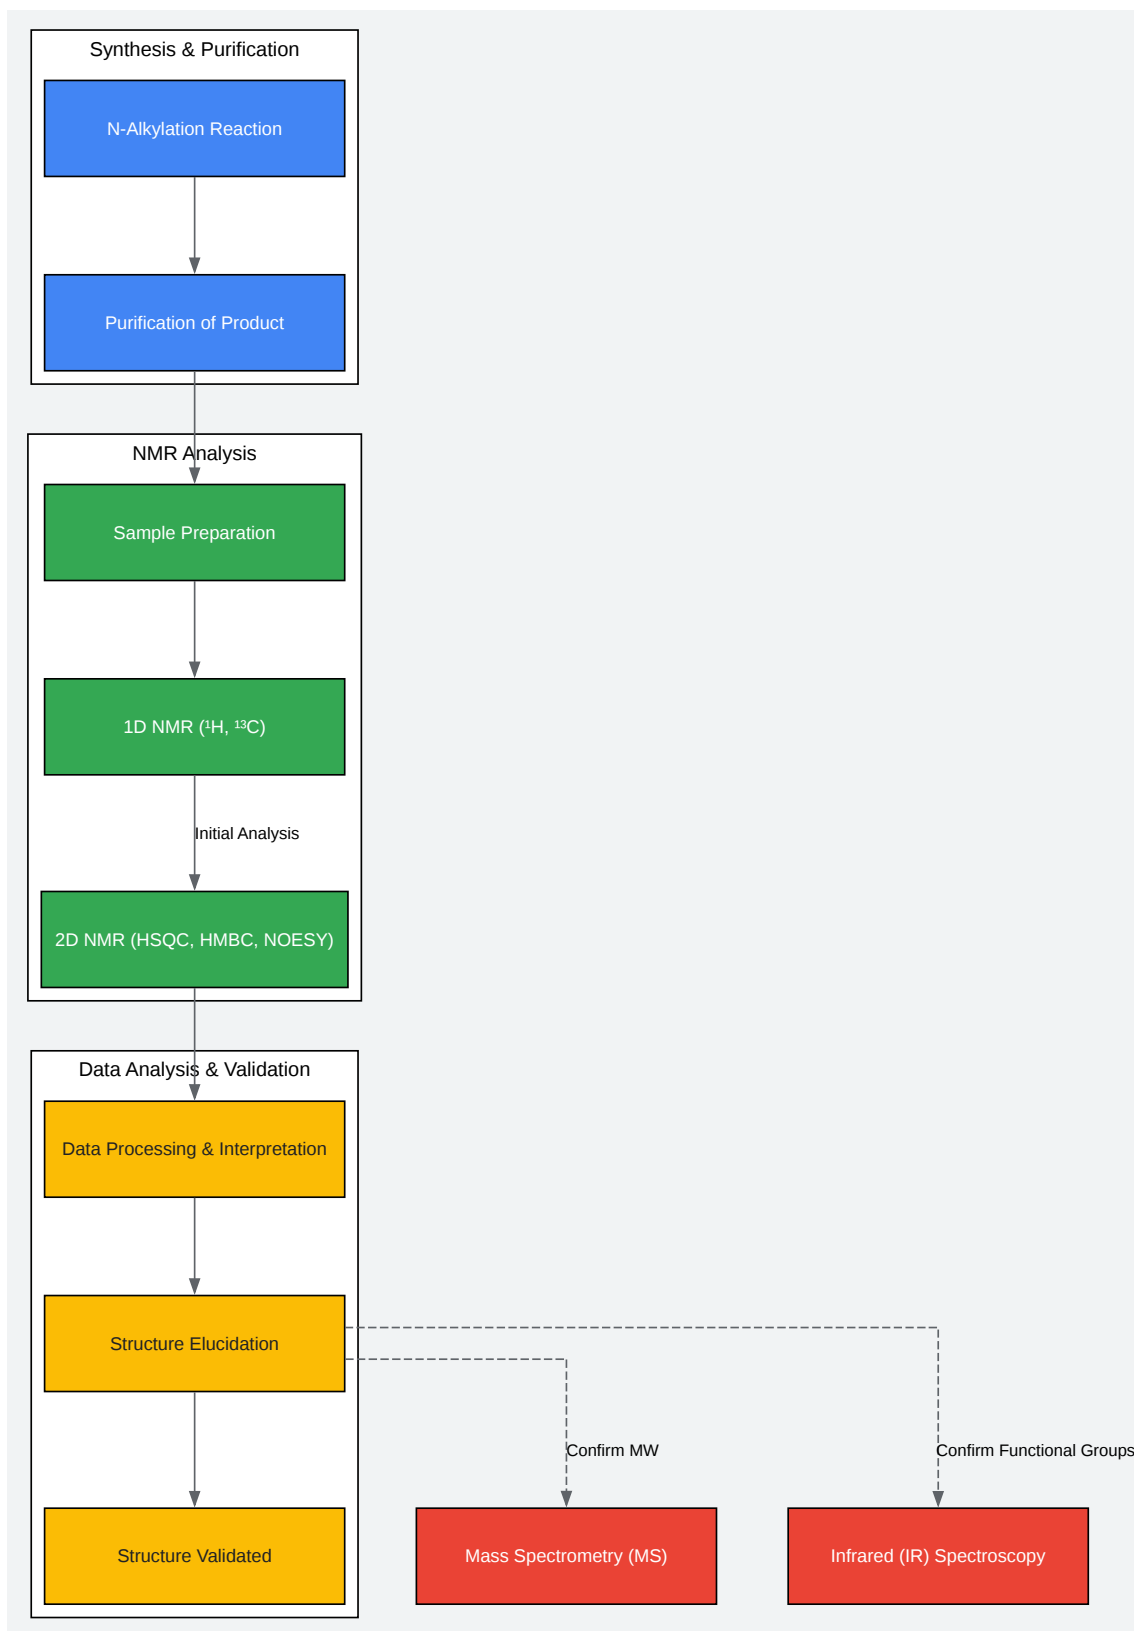 Synthesis & Purification
N-Alkylation Reaction
Purification of Product
NMR Analysis
Sample Preparation
1D NMR (¹H, ¹³C)
Initial Analysis
2D NMR (HSQC, HMBC, NOESY)
Data Analysis & Validation
Data Processing & Interpretation
Structure Elucidation
Confirm MW
Confirm Functional Groups
Structure Validated
Mass Spectrometry (MS)
Infrared (IR) Spectroscopy